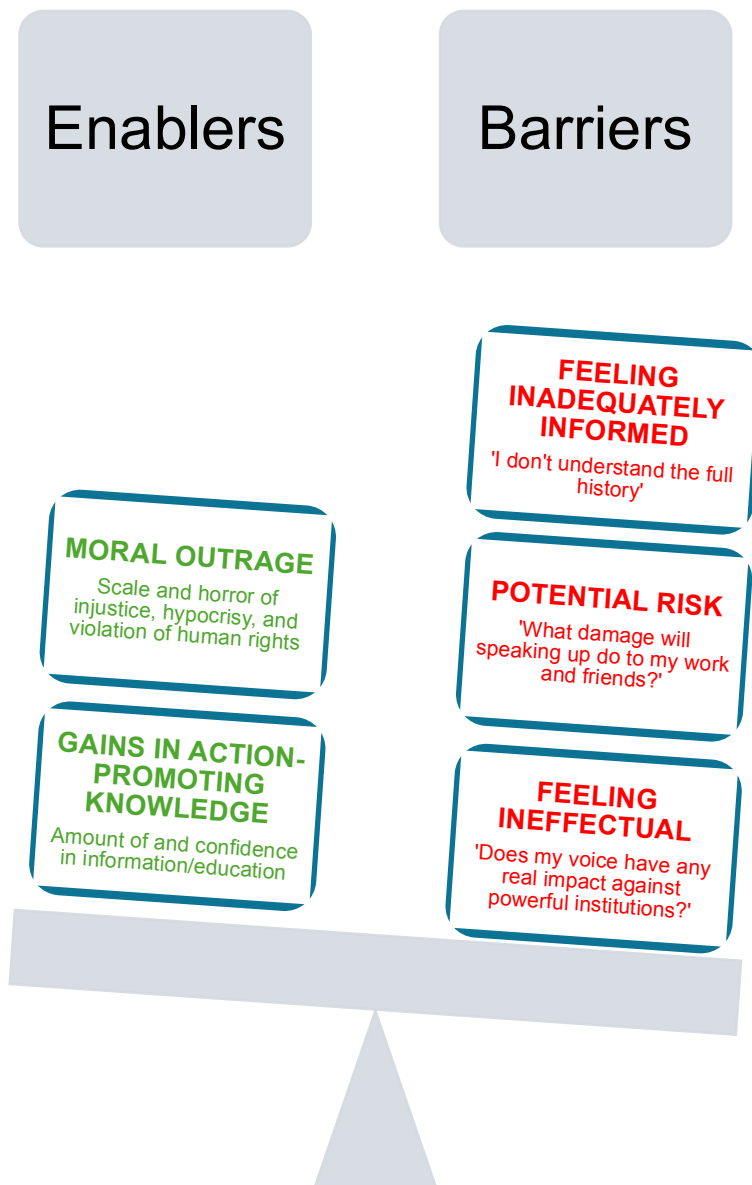 Enablers
Barriers
MORAL OUTRAGE
Scale and horror of
injustice, hypocrisy, and
violation of human rights
GAINS IN ACTION-
PROMOTING
KNOWLEDGE
Amount of and confidence
in information/education
FEELING
INADEQUATELY
INFORMED
'I don't understand the full
history'
POTENTIAL RISK
'What damage will
speaking up do to my work
and friends?'
FEELING
INEFFECTUAL
'Does my voice have any
real impact against
powerful institutions?'